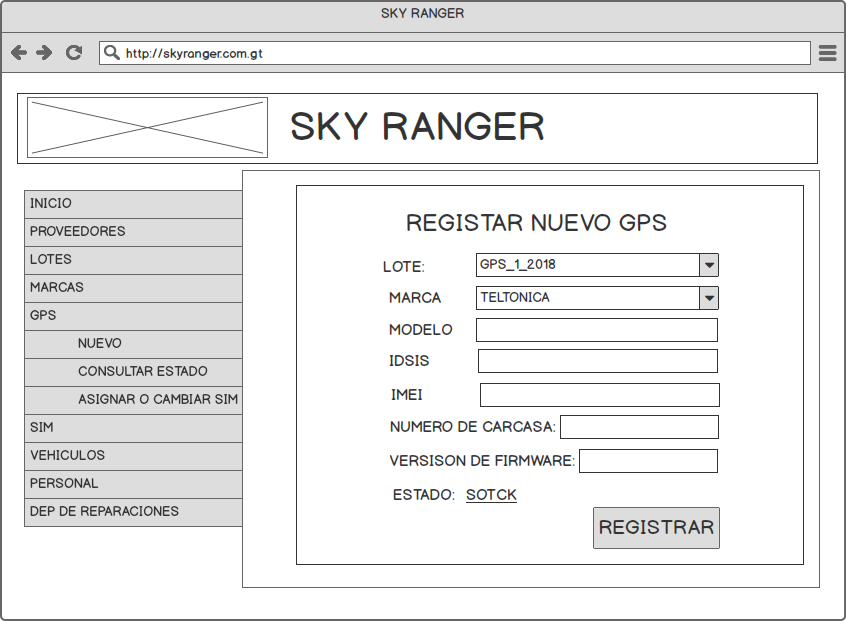 SKY RANGER
http://skyranger.com.gt
SKY RANGER
INICIO
PROVEEDORES
LOTES
MARCAS
GPS
NUEVO
CONSULTAR ESTADO
ASIGNAR O CAMBIAR SIM
SIM
VEHICULOS
PERSONAL
DEP DE REPARACIONES
REGISTAR NUEVO GPS
LOTE: GPS_1_2018
MARCA TELTONICA
MODELO
IDSIS
IMEI
NUMERO DE CARCASA:
VERSISON DE FIRMWARE:
ESTADO: SOTCK
REGISTRAR